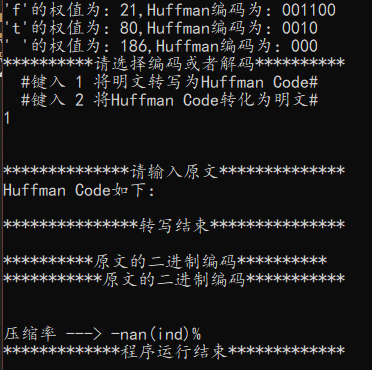 'f'的权值为: 21,Huffman编码为: 001100
't'的权值为: 80,Huffman编码为: 0010
' '的权值为: 186,Huffman编码为: 000
**********请选择编码或者解码**********
#键入 1 将明文转写为Huffman Code#
#键入 2 将Huffman Code转化为明文#
1
**************请输入原文**************
Huffman Code如下:
***************转写结束***************
**********原文的二进制编码**********
***********原文的二进制编码***********
压缩率 ---> -nan(ind)%
*************程序运行结束*************